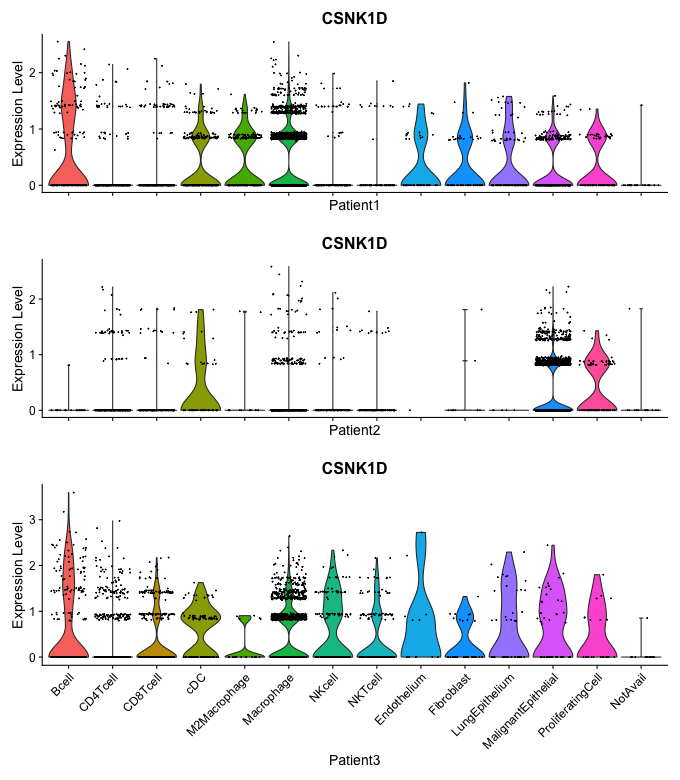 CSNK1D
Expression Level
2
1
0
Patient1
CSNK1D
Expression Level
2
1
0
Patient2
CSNK1D
Expression Level
3
2
1
0
Bcell
CD4Tcell
CD8Tcell
cDC
M2Macrophage
Macrophage
NKcell
NKTcell
Endothelium
Fibroblast
LungEpithelium
MalignantEpithelial
ProliferatingCell
NotAvail
Patient3